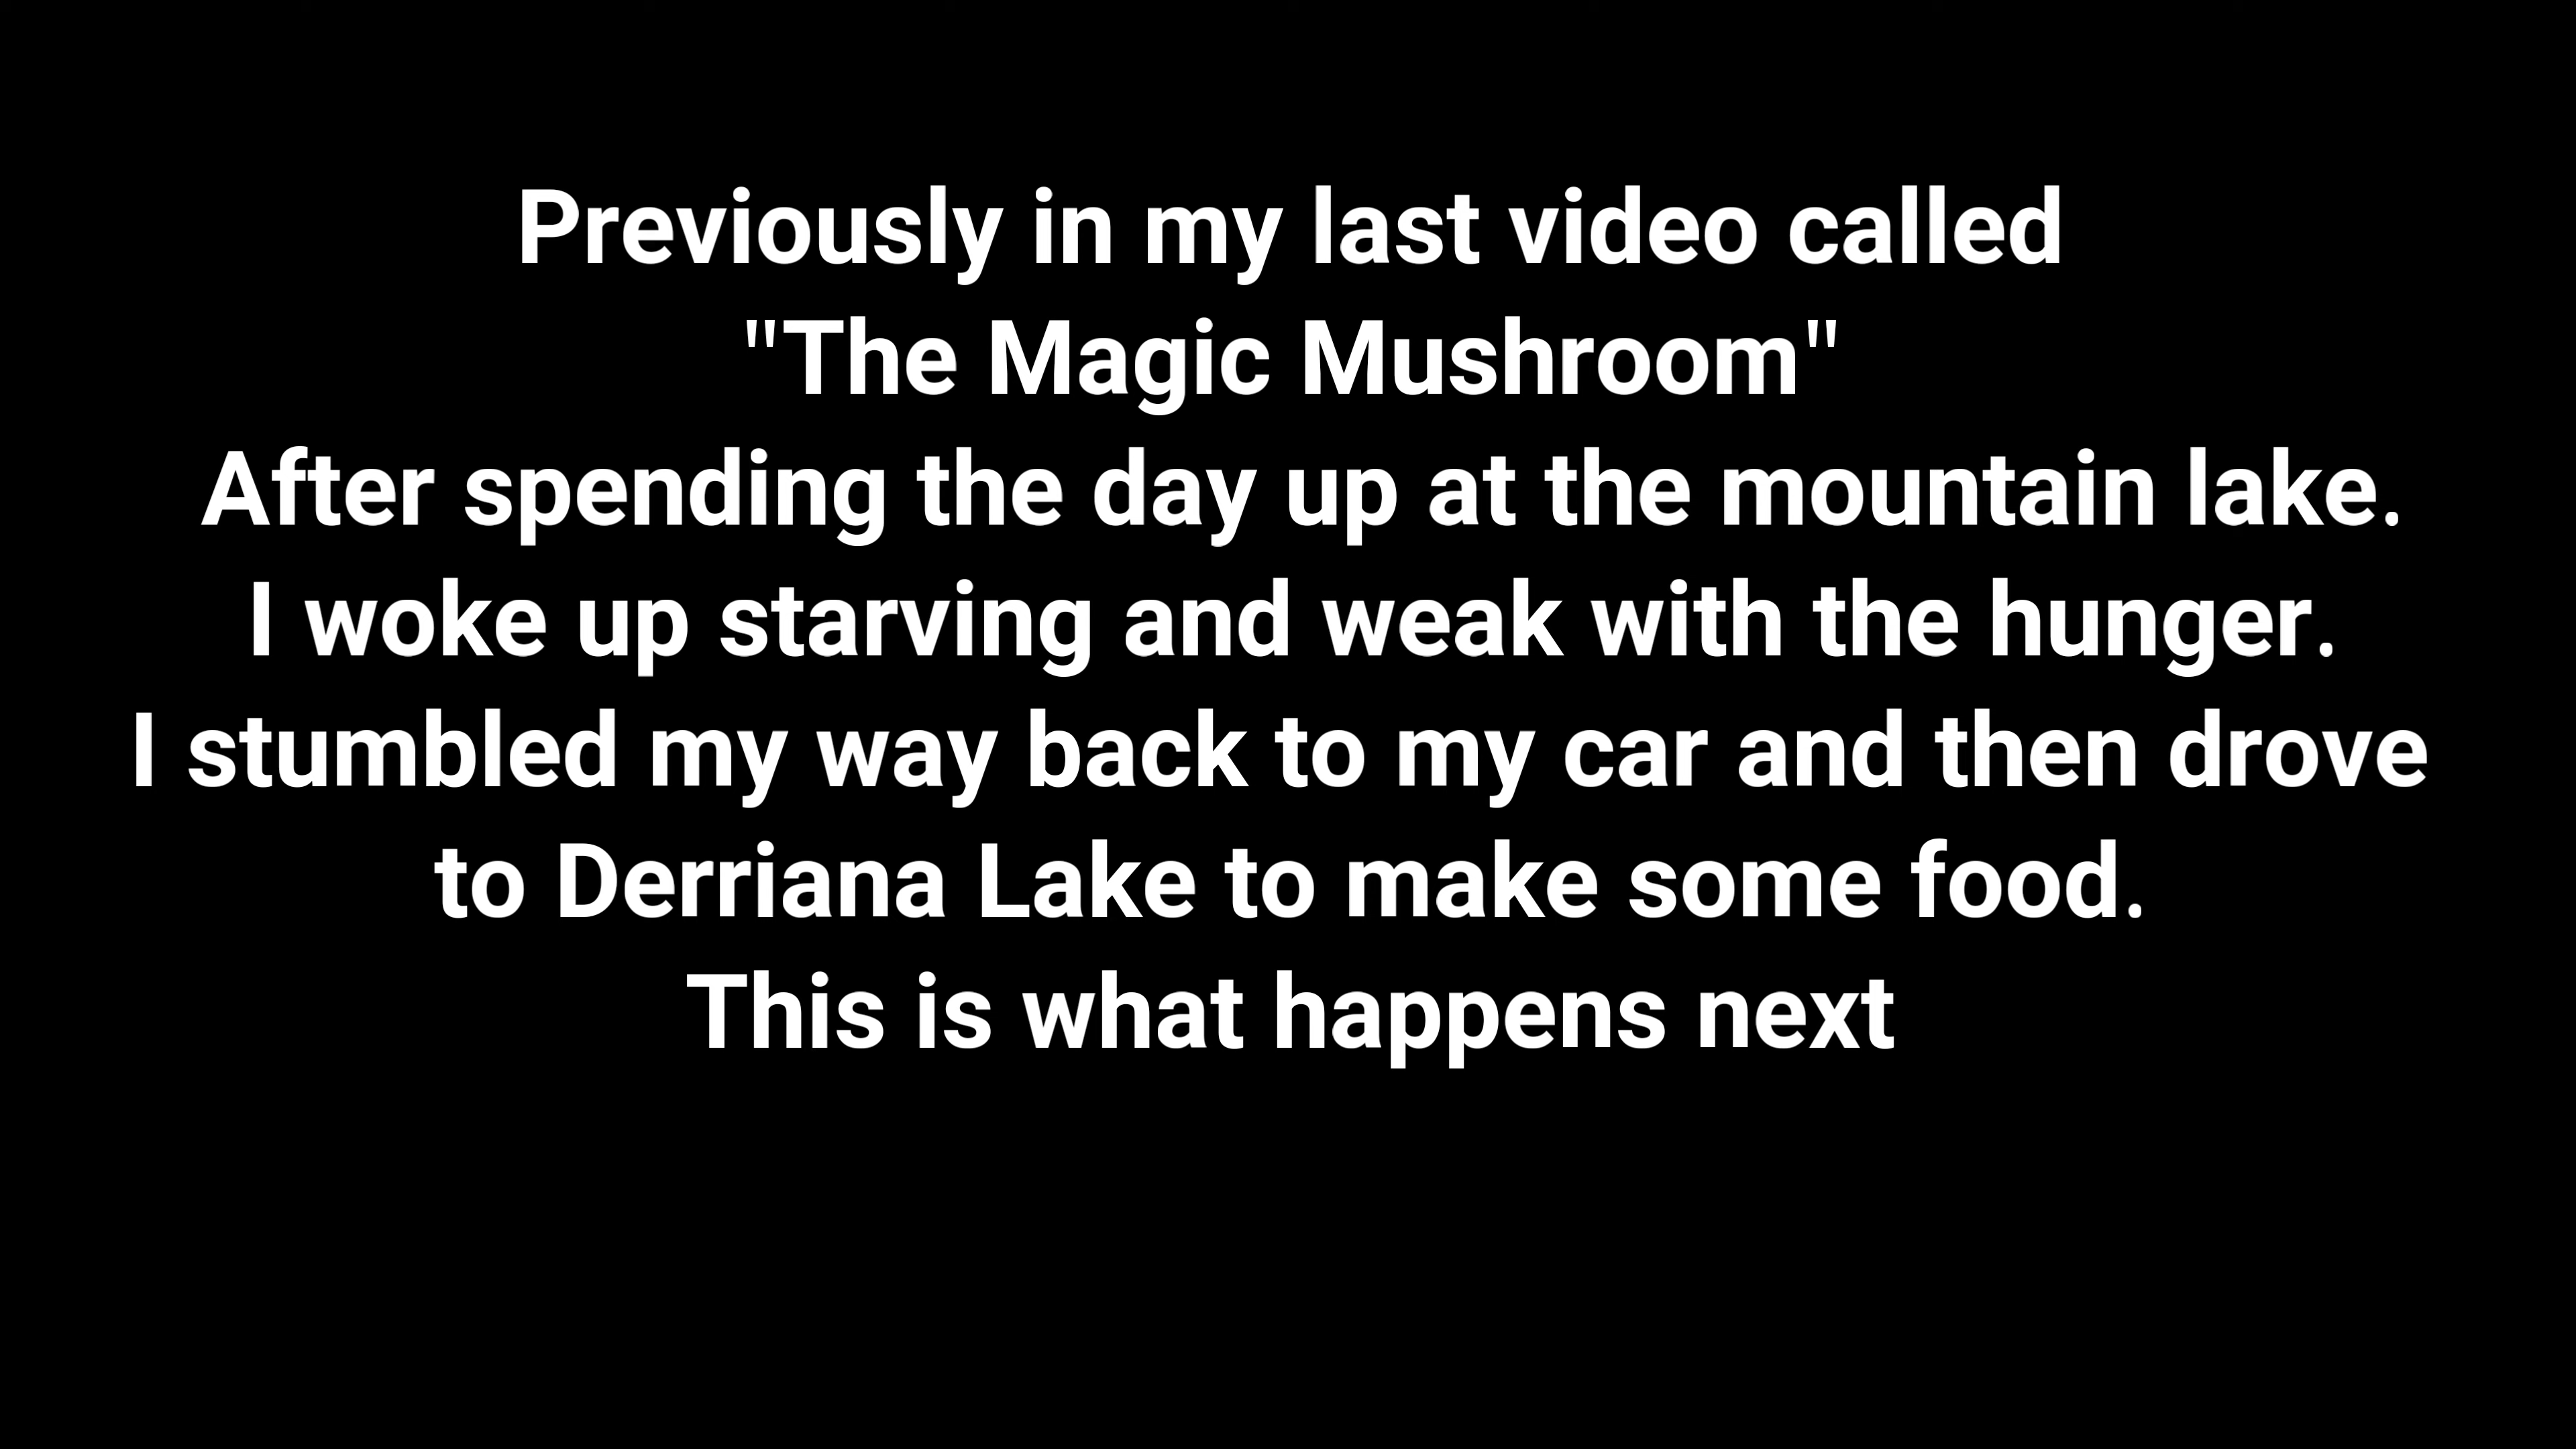 Previously in my last video called
"The Magic Mushroom"
After spending the day up at the mountain lake.
I woke up starving and weak with the hunger.
I stumbled my way back to my car and then drove
to Derriana Lake to make some food.
This is what happens next